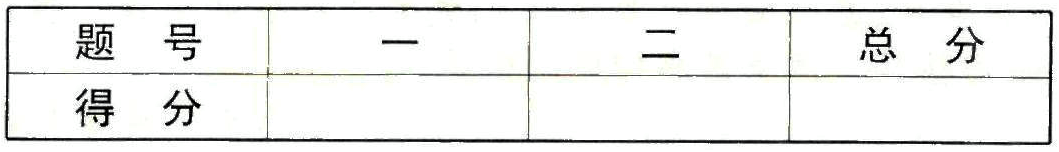 题 号 一 二 总 分
得 分